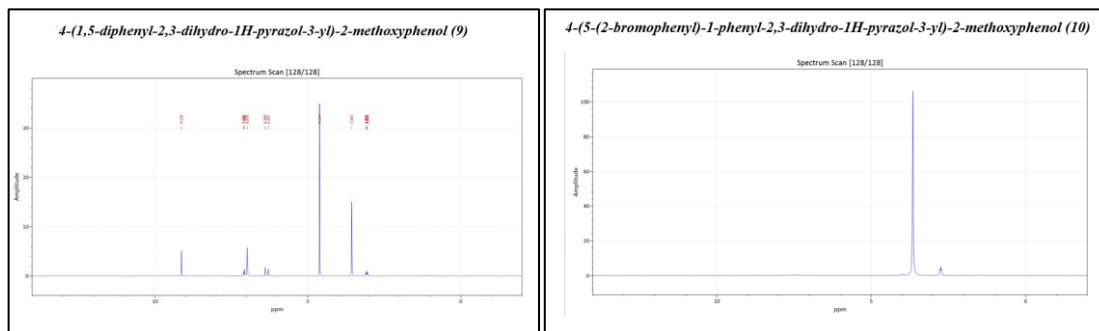 4-(1,5-diphenyl-2,3-dihydro-1H-pyrazol-3-yl)-2-methoxyphenol (9)
Spectrum Scan [128/128]
30
20
10
0
Amplitude
10
5
0
ppm
4-(5-(2-bromophenyl)-1-phenyl-2,3-dihydro-1H-pyrazol-3-yl)-2-methoxyphenol (10)
Spectrum Scan [128/128]
100
80
60
40
20
0
Amplitude
10
5
0
ppm